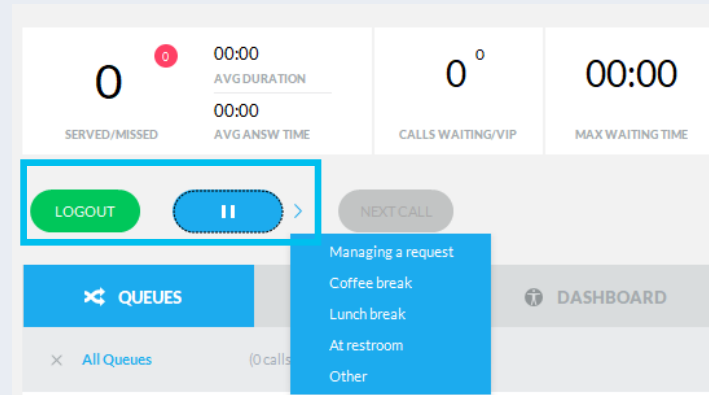 0
0
00:00
AVG DURATION
00:00
AVG ANSW TIME
SERVED/MISSED
0
0
CALLS WAITING/VIP
00:00
MAX WAITING TIME
LOGOUT
NEXT CALL
Managing a request
Coffee break
Lunch break
At restroom
Other
QUEUES
DASHBOARD
All Queues
(0 calls